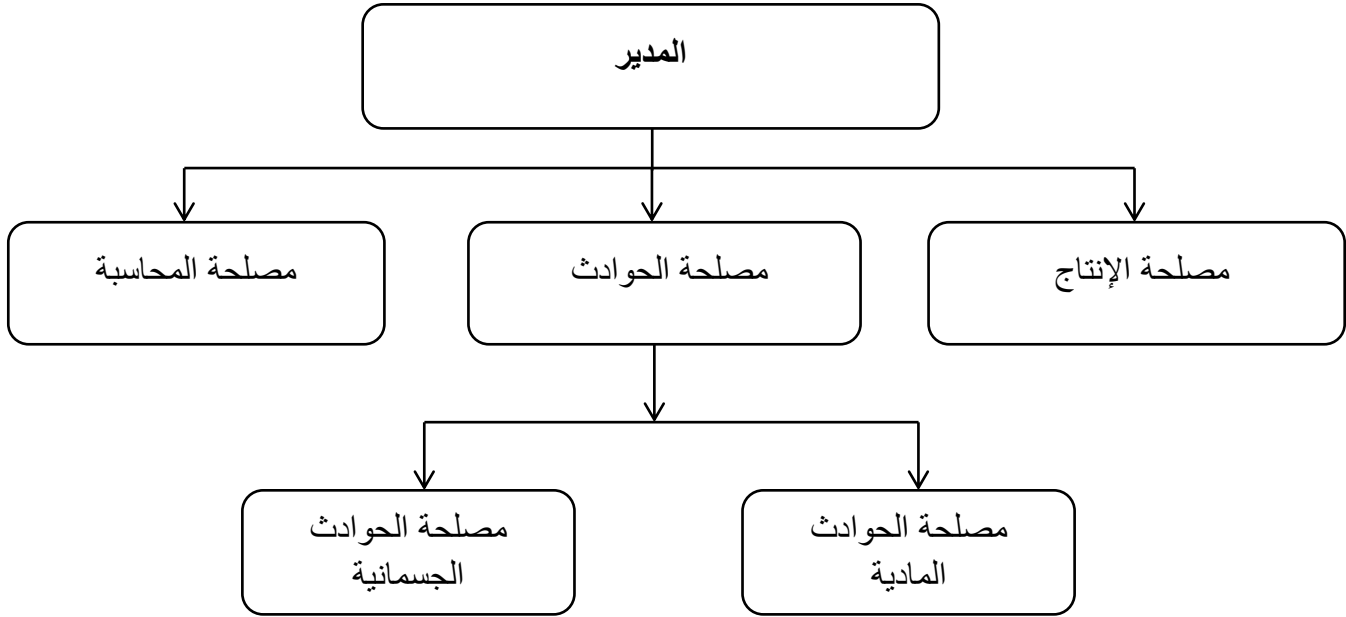 المدير
مصلحة الإنتاج
مصلحة الحوادث
مصلحة المحاسبة
مصلحة الحوادث
المادية
مصلحة الحوادث
الجسمانية